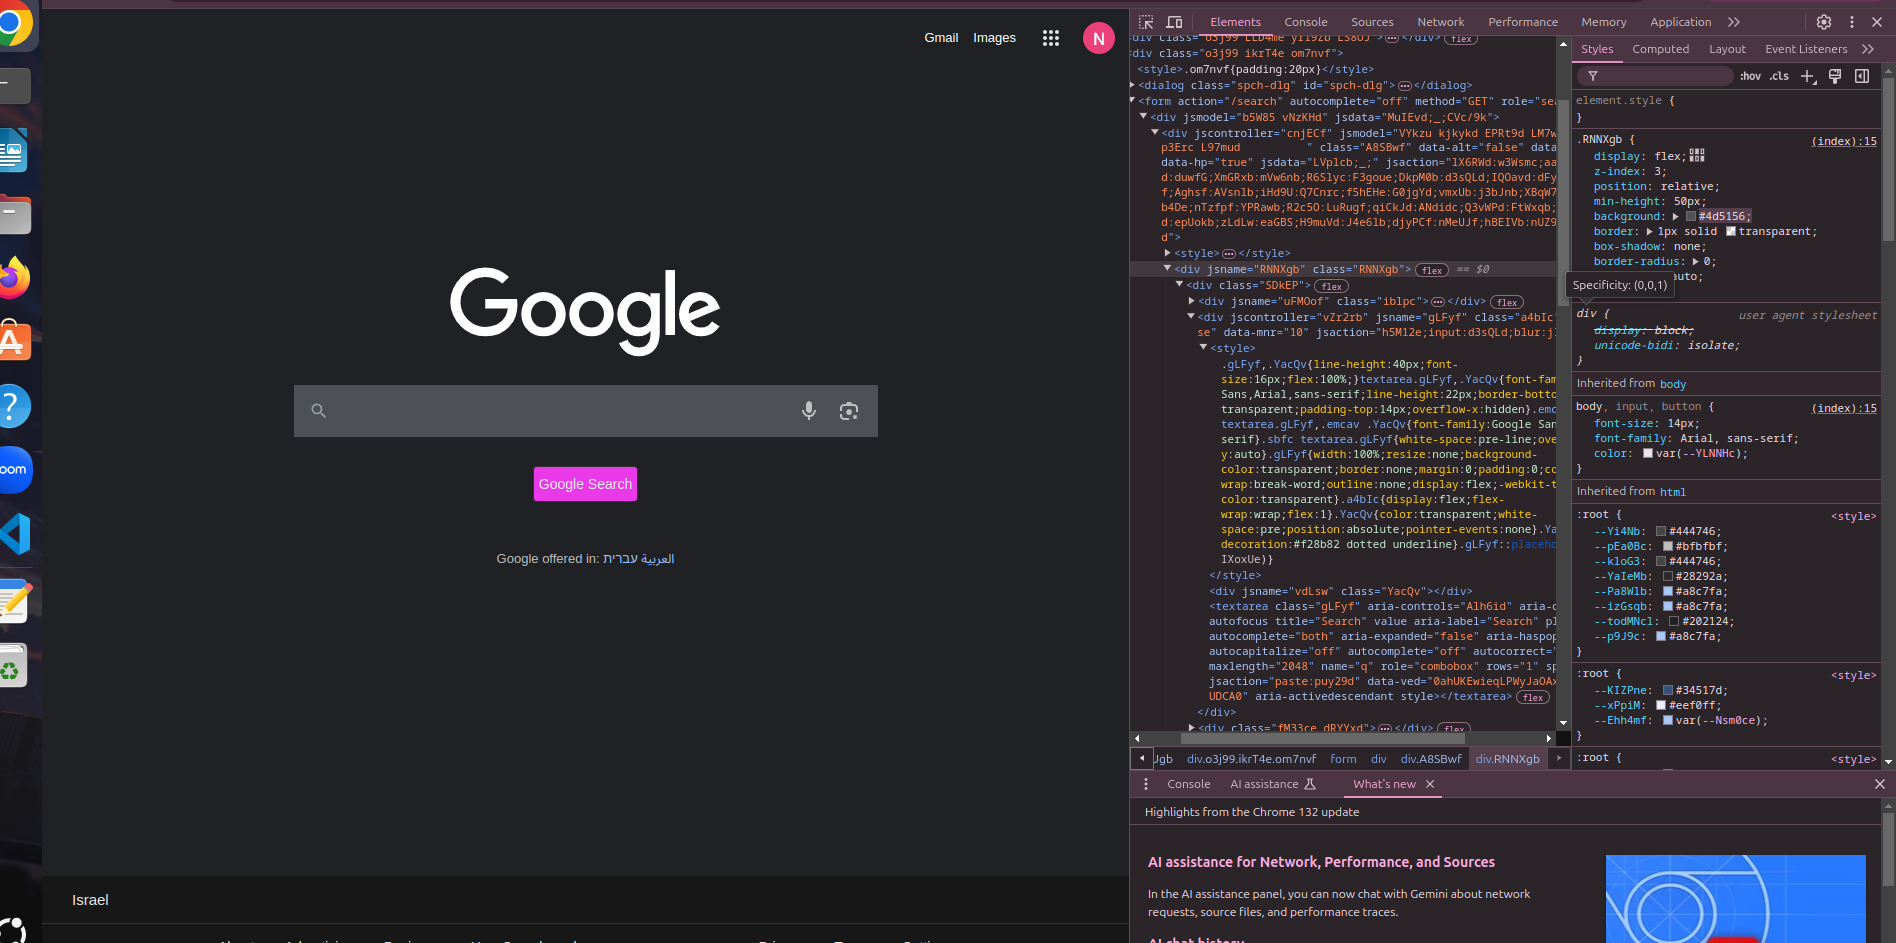 Gmail Images N
Google
Google Search
Google offered in: עברית العربية
Israel
oom
Elements Console Sources Network Performance Memory Application
<div class="o3j99 ikrT4e om7nvf">
<style>.om7nvf{padding:20px}</style>
<dialog class="spch-dlg" id="spch-dlg"></dialog>
<form action="/search" autocomplete="off" method="GET" role="sea
<div jsmodel="b5W85 vNzKHd" jsdata="MuIEvd;_;CVc/9k">
<div jscontroller="cnjECf" jsmodel="VYkzu kjkykd EPRt9d LM7w
p3Erc L97mud " class="A8SBwf" data-alt="false" data
data-hp="true" jsdata="LVplcb;_;" jsaction="lX6RWd:w3Wsmc;aa
d:duwfG;XmGRxb:mVw6nb;R6Slyc:F3goue;DkpM0b:d3sQLd;IQOavd:dFy
f;Aghsf:AVsnlb;iHd9U:Q7Cnrc;f5hEHe:G0jgYd;vmxUb:j3bJnb;XBqW7
b4De;nTzfpf:YPRawb;R2c5O:LuRugf;qiCkJd:ANdidc;Q3vWPd:FtWxqb;
d:epUokb;zLdLw:eaGBS;H9muVd:J4e6lb;djyPCf:nMeUJf;hBEIVb:nUZ9
d">
<style></style>
<div jsname="RNNXgb" class="RNNXgb"> flex == $0
<div class="SDkEP"> flex
<div jsname="uFMOof" class="iblpc"></div> flex
<div jscontroller="vZr2rb" jsname="gLFyf" class="a4bIc"
se" data-mnr="10" jsaction="h5M12e;input:d3sQLd;blur:jI
<style>
.gLFyf,.YacQv{line-height:40px;font-
size:16px;flex:100%;}textarea.gLFyf,.YacQv{font-fam
Sans,Arial,sans-serif;line-height:22px;border-botto
transparent;padding-top:14px;overflow-x:hidden}.emc
textarea.gLFyf,.emcav .YacQv{font-family:Google San
serif}.sbfc textarea.gLFyf{white-space:pre-line;ove
y:auto}.gLFyf{width:100%;resize:none;background-
color:transparent;border:none;margin:0;padding:0;co
wrap:break-word;outline:none;display:flex;-webkit-t
color:transparent}.a4bIc{display:flex;flex-
wrap:wrap;flex:1}.YacQv{color:transparent;white-
space:pre;position:absolute;pointer-events:none}.Ya
decoration:#f28b82 dotted underline}.gLFyf::placeho
IXoxUe)}
</style>
<div jsname="vdLsw" class="YacQv"></div>
<textarea class="gLFyf" aria-controls="Alh6id" aria-o
autofocus title="Search" value aria-label="Search" pl
autocomplete="both" aria-expanded="false" aria-haspop
autocapitalize="off" autocomplete="off" autocorrect="
maxlength="2048" name="q" role="combobox" rows="1" sp
jsaction="paste:puy29d" data-ved="0ahUKEwieqLPWyJaOAx
UDCA0" aria-activedescendant style></textarea> flex
</div>
<div class="fM33ce dRYYxd"></div> flex
Jgb div.o3j99.ikrT4e.om7nvf form div div.A8SBwf div.RNNXgb
Styles Computed Layout Event Listeners
:hov .cls
element.style {
}
.RNNXgb { (index):15
display: flex;
z-index: 3;
position: relative;
min-height: 50px;
background: #4d5156;
border: 1px solid transparent;
box-shadow: none;
border-radius: 0;
auto;
Specificity: (0,0,1)
div { user agent stylesheet
display: block;
unicode-bidi: isolate;
}
Inherited from body
body, input, button { (index):15
font-size: 14px;
font-family: Arial, sans-serif;
color: var(--YLNNHc);
}
Inherited from html
:root { <style>
--Yi4Nb: #444746;
--pEa0Bc: #bfbfbf;
--kloG3: #444746;
--YaIeMb: #28292a;
--Pa8Wlb: #a8c7fa;
--izGsqb: #a8c7fa;
--todMNcl: #202124;
--p9J9c: #a8c7fa;
}
:root { <style>
--KIZPne: #34517d;
--xPpiM: #eef0ff;
--Ehh4mf: var(--Nsm0ce);
}
:root { <style>
Console AI assistance What's new
Highlights from the Chrome 132 update
AI assistance for Network, Performance, and Sources
In the AI assistance panel, you can now chat with Gemini about network
requests, source files, and performance traces.
AI chat history